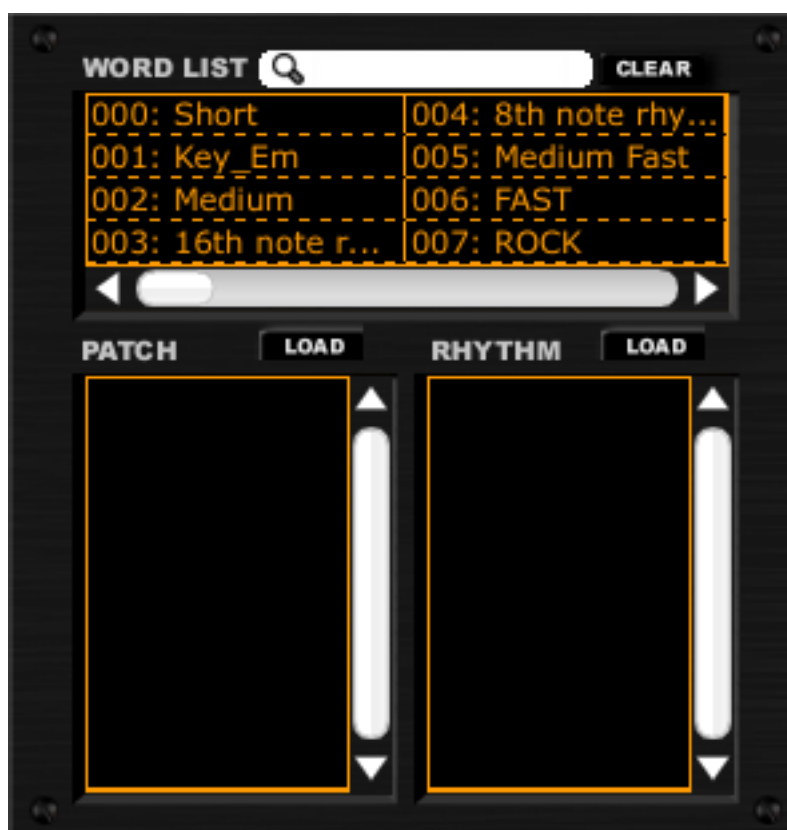 WORD LIST CLEAR
000: Short 004: 8th note rhy...
001: Key_Em 005: Medium Fast
002: Medium 006: FAST
003: 16th note r... 007: ROCK
PATCH LOAD RHYTHM LOAD